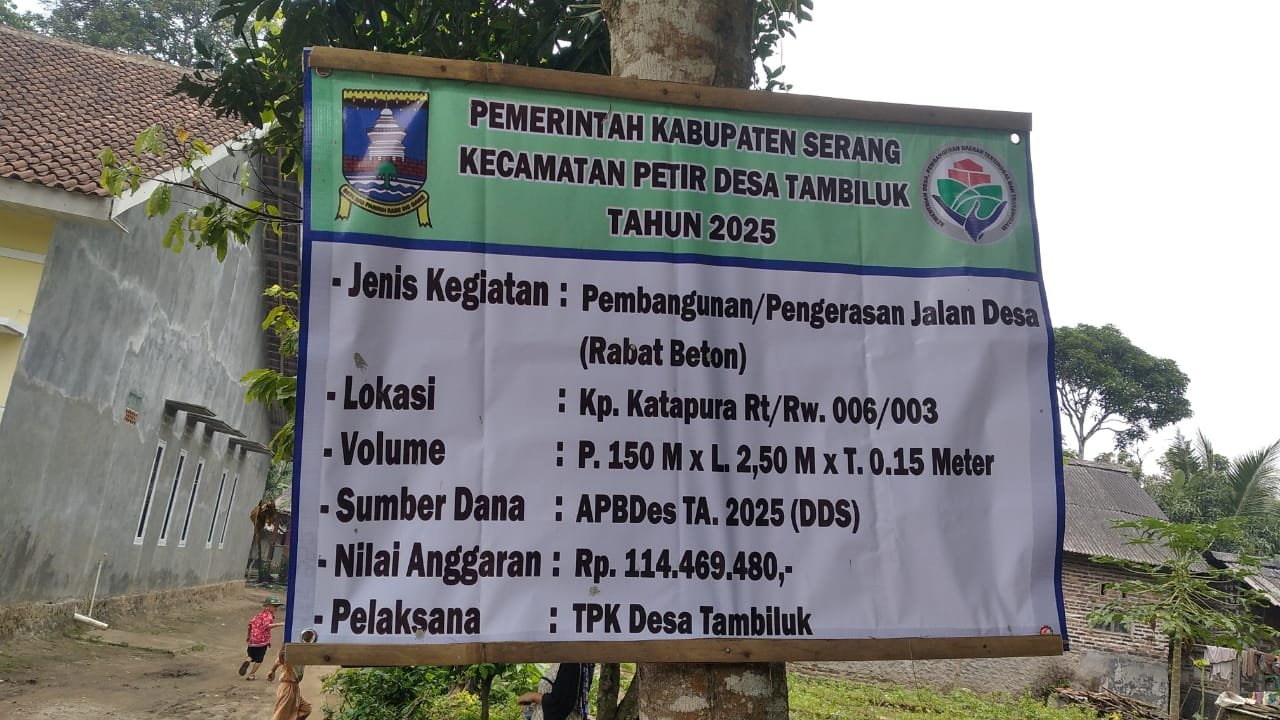 PEMERINTAH KABUPATEN SERANG
KECAMATAN PETIR DESA TAMBILUK
TAHUN 2025
- Jenis Kegiatan : Pembangunan/Pengerasan Jalan Desa
(Rabat Beton)
- Lokasi : Kp. Katapura Rt/Rw. 006/003
- Volume : P. 150 M x L. 2,50 M x T. 0.15 Meter
- Sumber Dana : APBDes TA. 2025 (DDS)
- Nilai Anggaran : Rp. 114.469.480,-
- Pelaksana : TPK Desa Tambiluk